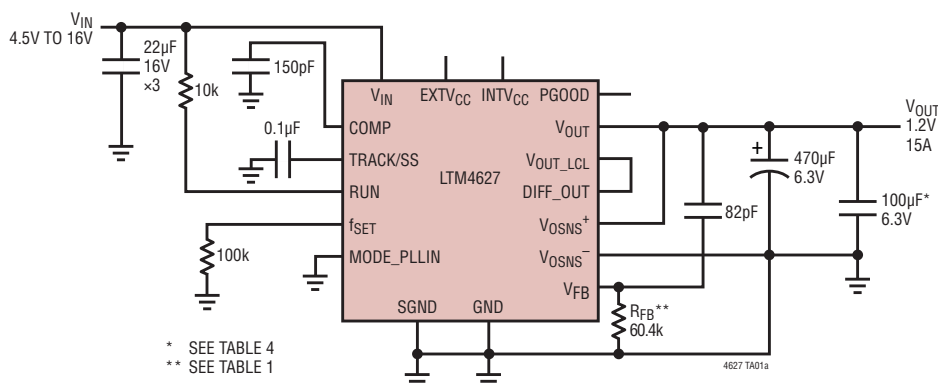 V_IN
4.5V TO 16V
22µF
16V
×3
10k
150pF
0.1µF
100k
V_IN
EXTV_CC
INTV_CC
PGOOD
COMP
TRACK/SS
RUN
f_SET
MODE_PLLIN
LTM4627
V_OUT
V_OUT_LCL
DIFF_OUT
V_OSNS+
V_OSNS–
V_FB
SGND
GND
82pF
+
470µF
6.3V
100µF*
6.3V
V_OUT
1.2V
15A
R_FB**
60.4k
* SEE TABLE 4
** SEE TABLE 1
4627 TA01a